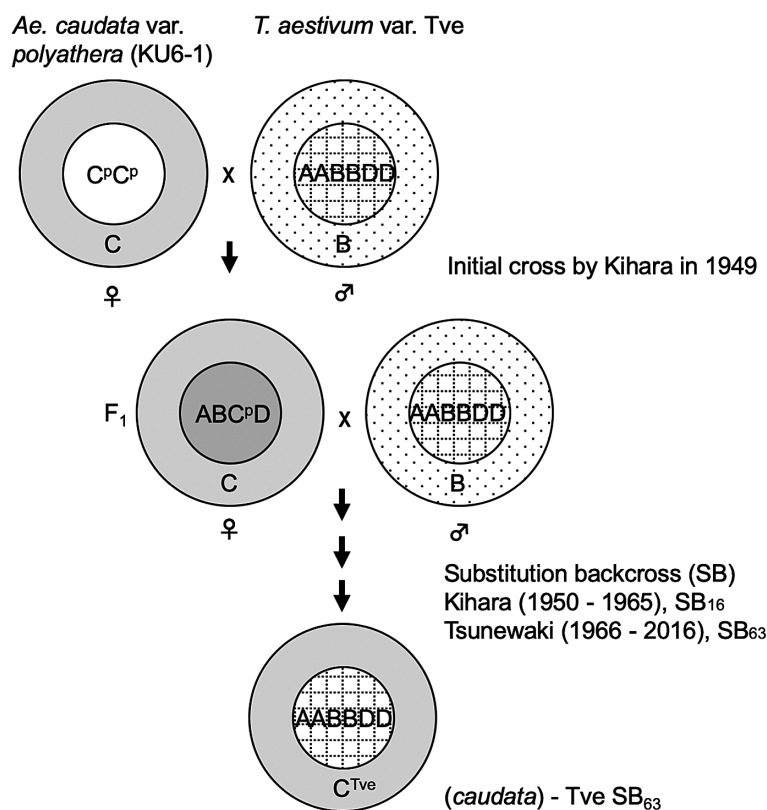 Ae. caudata var. polyathera (KU6-1)
T. aestivum var. Tve
CᵖCᵖ
x
AABBDD
C
B
Initial cross by Kihara in 1949
♀
♂
F₁
ABCᵖD
x
AABBDD
C
B
♀
♂
Substitution backcross (SB)
Kihara (1950 - 1965), SB₁₆
Tsunewaki (1966 - 2016), SB₆₃
AABBDD
Cᵀᵛᵉ
(caudata) - Tve SB₆₃